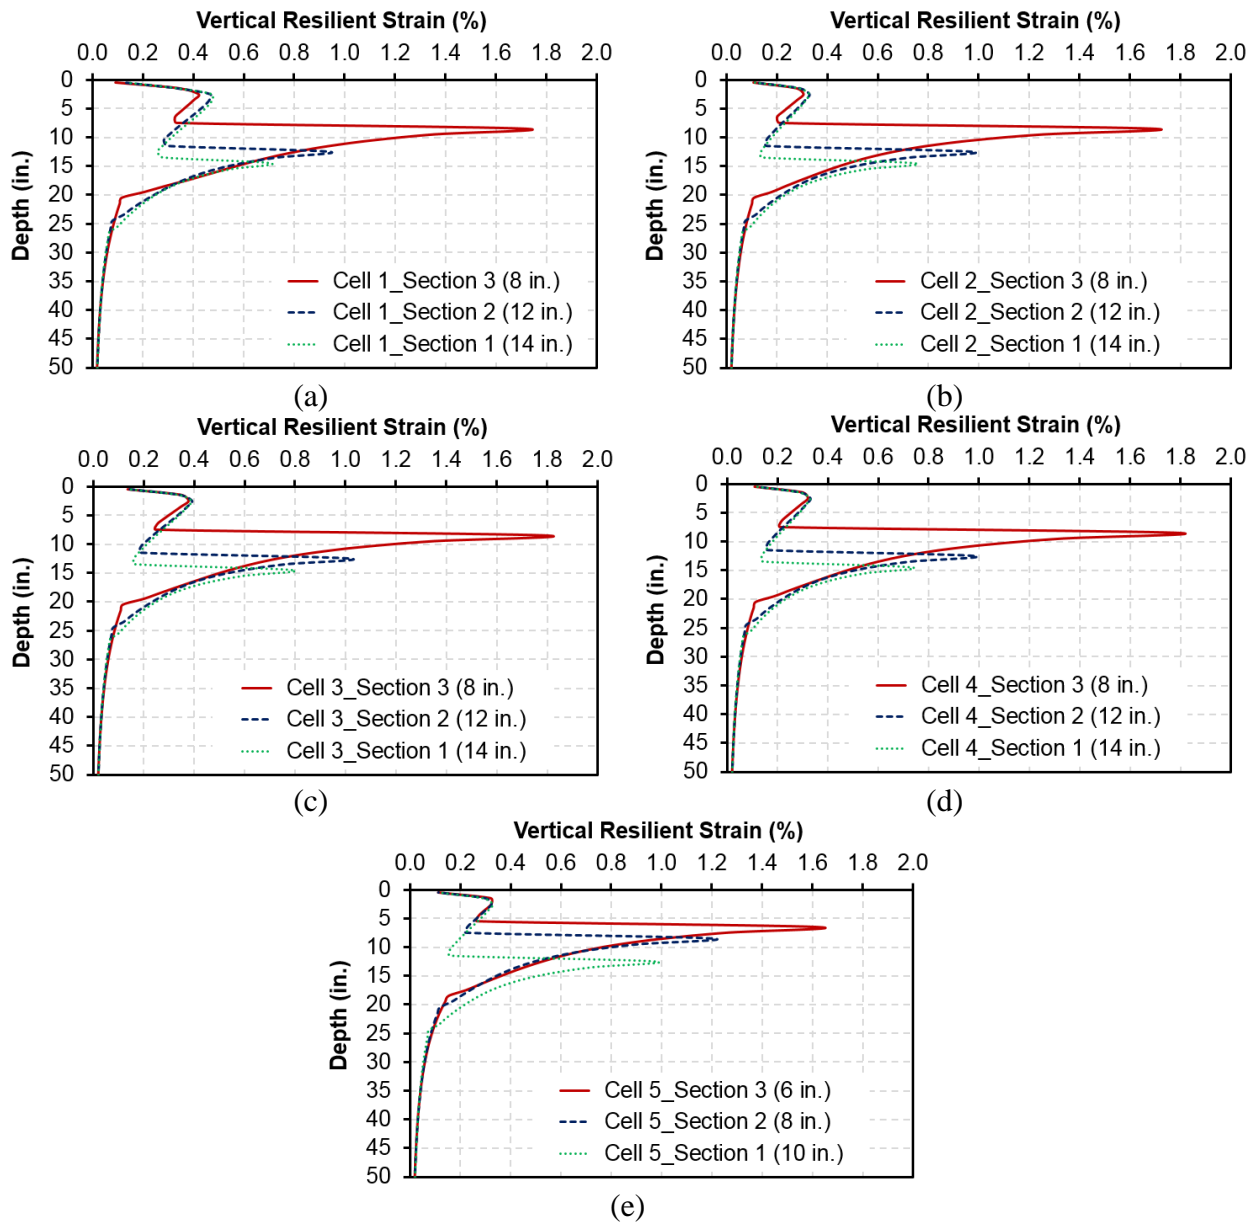 Vertical Resilient Strain (%)
0.0 0.2 0.4 0.6 0.8 1.0 1.2 1.4 1.6 1.8 2.0
Depth (in.)
0
5
10
15
20
25
30
35
40
45
50
Cell 1_Section 3 (8 in.)
Cell 1_Section 2 (12 in.)
Cell 1_Section 1 (14 in.)
(a)
Vertical Resilient Strain (%)
0.0 0.2 0.4 0.6 0.8 1.0 1.2 1.4 1.6 1.8 2.0
Depth (in.)
0
5
10
15
20
25
30
35
40
45
50
Cell 2_Section 3 (8 in.)
Cell 2_Section 2 (12 in.)
Cell 2_Section 1 (14 in.)
(b)
Vertical Resilient Strain (%)
0.0 0.2 0.4 0.6 0.8 1.0 1.2 1.4 1.6 1.8 2.0
Depth (in.)
0
5
10
15
20
25
30
35
40
45
50
Cell 3_Section 3 (8 in.)
Cell 3_Section 2 (12 in.)
Cell 3_Section 1 (14 in.)
(c)
Vertical Resilient Strain (%)
0.0 0.2 0.4 0.6 0.8 1.0 1.2 1.4 1.6 1.8 2.0
Depth (in.)
0
5
10
15
20
25
30
35
40
45
50
Cell 4_Section 3 (8 in.)
Cell 4_Section 2 (12 in.)
Cell 4_Section 1 (14 in.)
(d)
Vertical Resilient Strain (%)
0.0 0.2 0.4 0.6 0.8 1.0 1.2 1.4 1.6 1.8 2.0
Depth (in.)
0
5
10
15
20
25
30
35
40
45
50
Cell 5_Section 3 (6 in.)
Cell 5_Section 2 (8 in.)
Cell 5_Section 1 (10 in.)
(e)